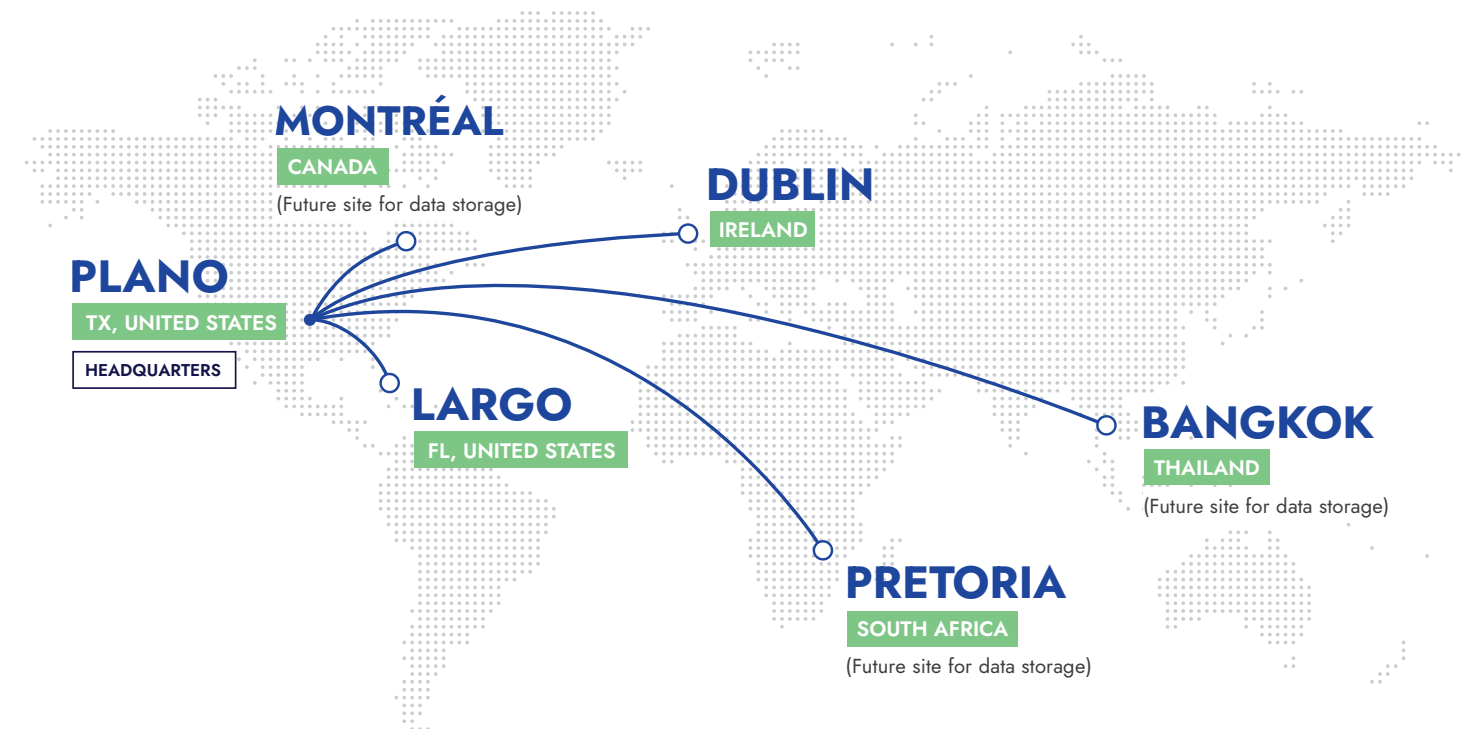 MONTRÉAL
CANADA
(Future site for data storage)
DUBLIN
IRELAND
PLANO
TX, UNITED STATES
HEADQUARTERS
LARGO
FL, UNITED STATES
BANGKOK
THAILAND
(Future site for data storage)
PRETORIA
SOUTH AFRICA
(Future site for data storage)